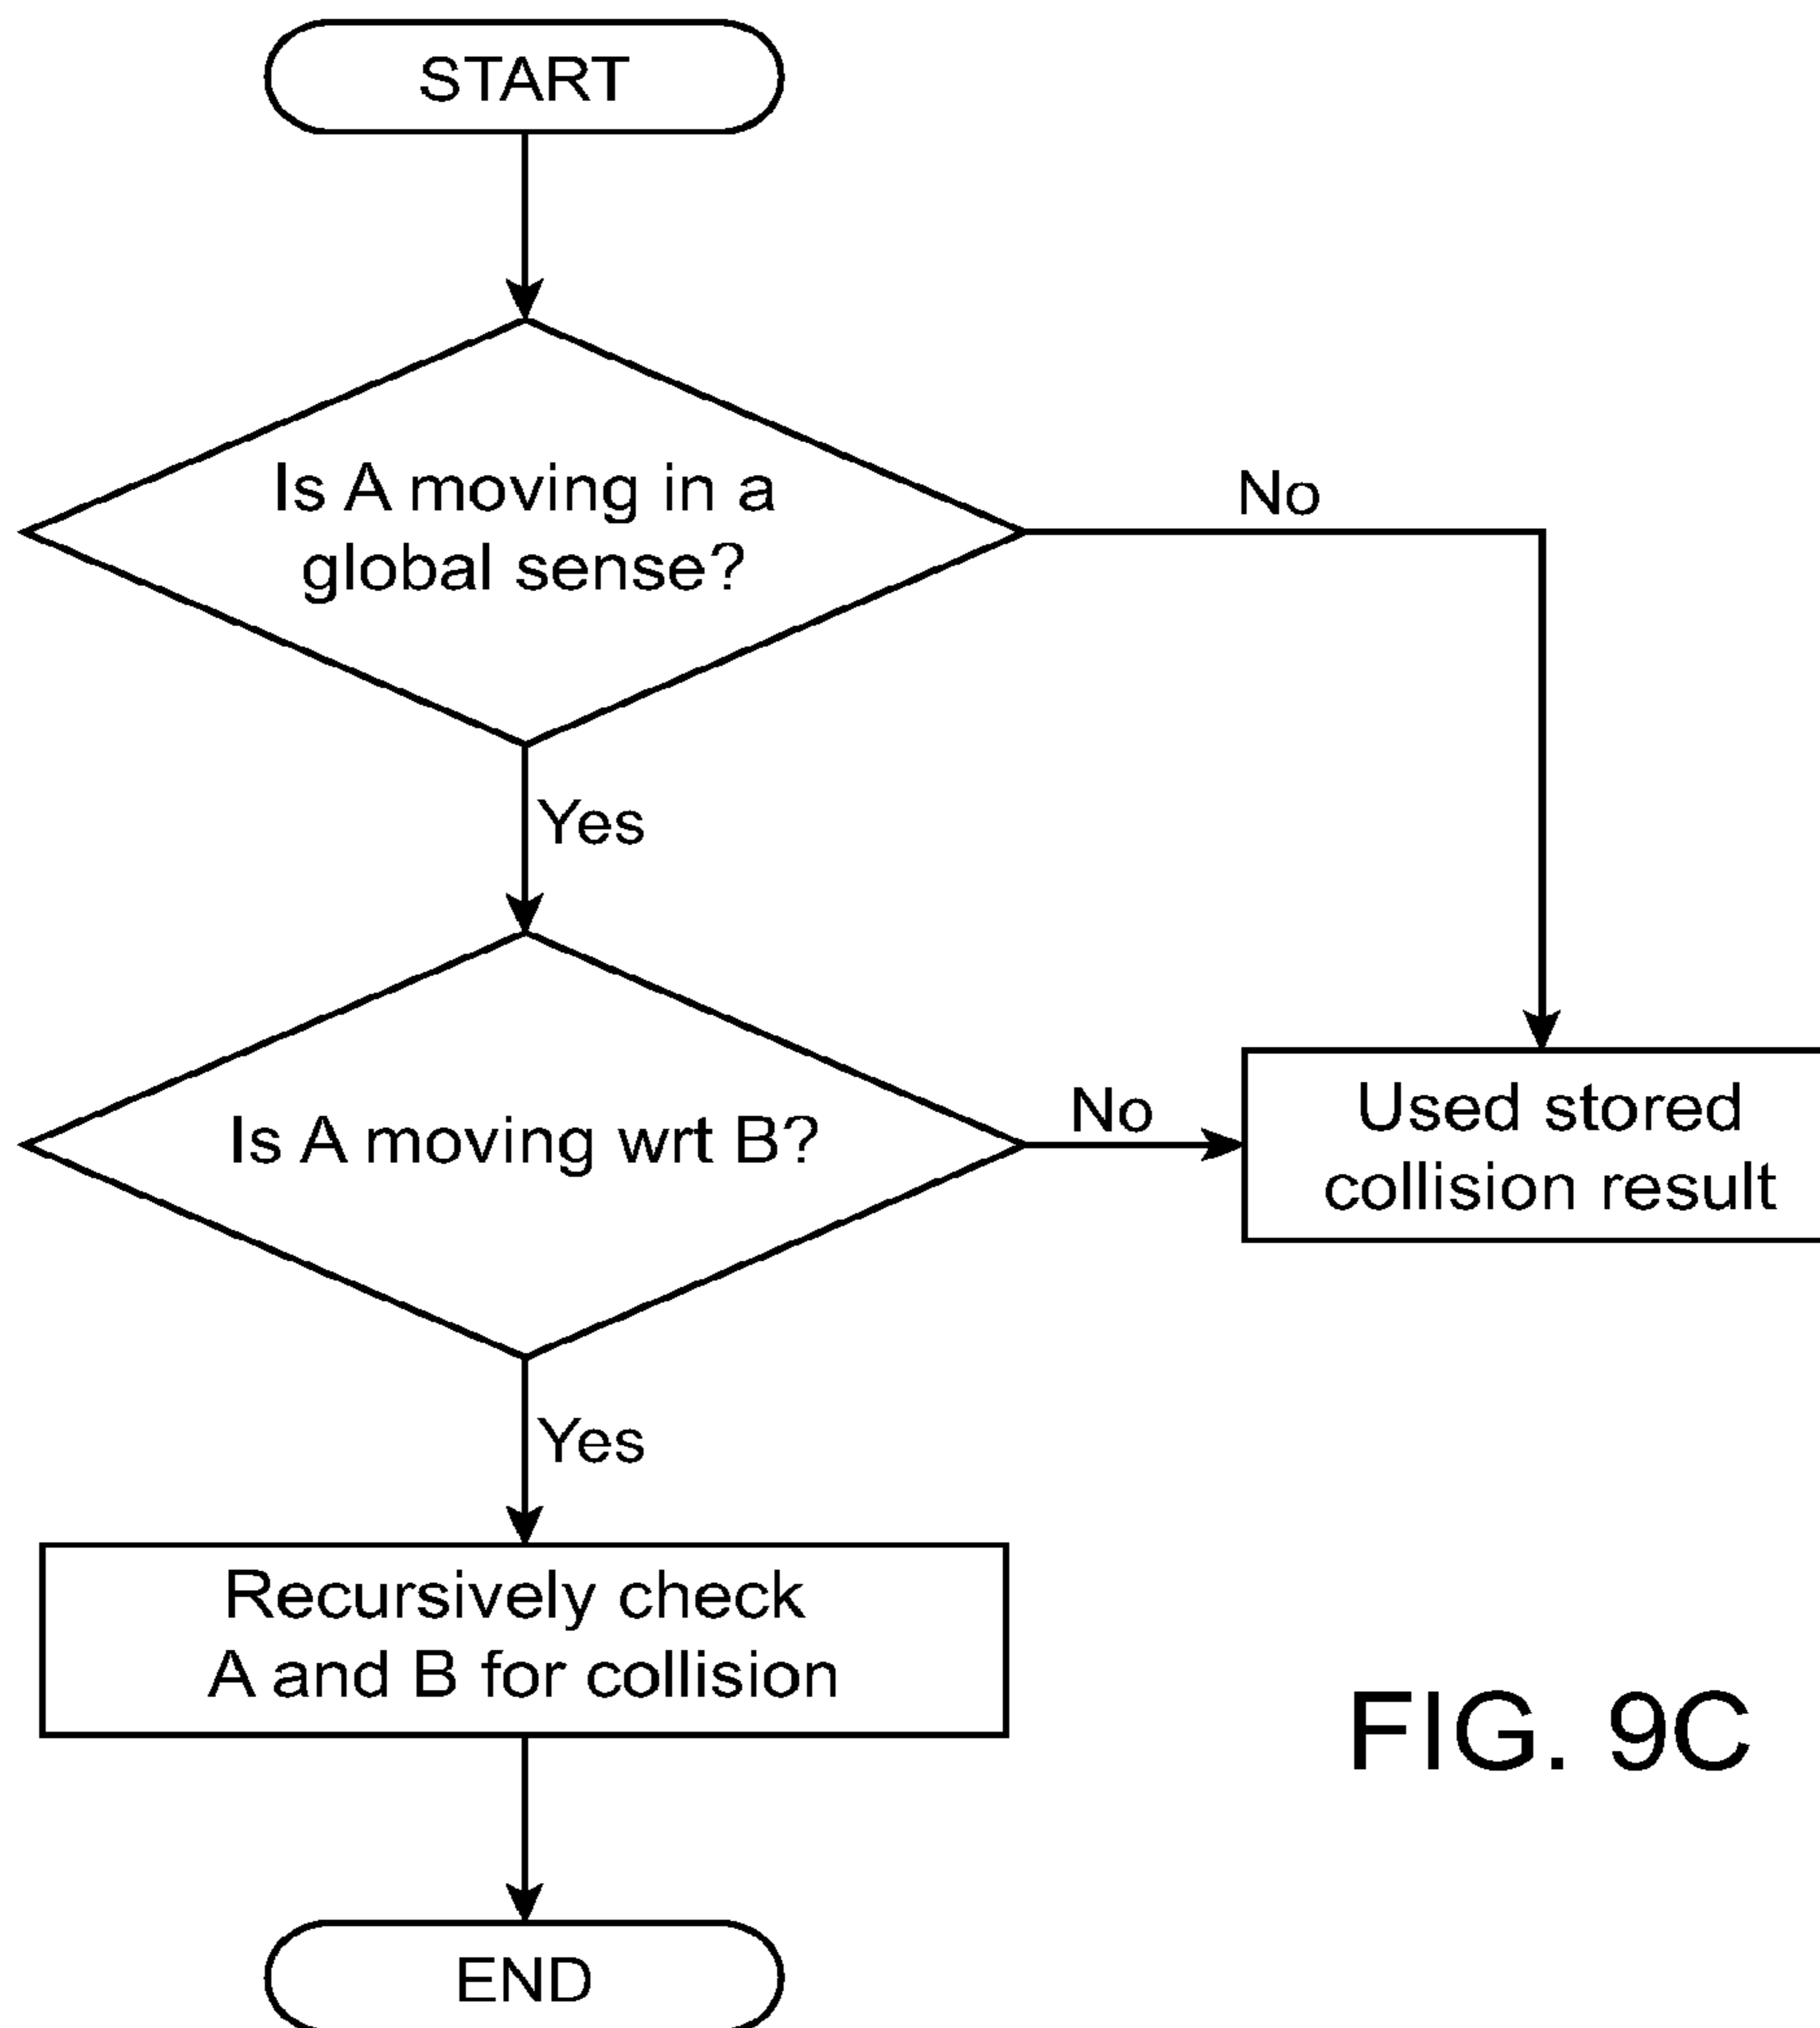 START
Is A moving in a
global sense?
No
Yes
Is A moving wrt B?
No
Used stored
collision result
Yes
Recursively check
A and B for collision
FIG. 9C
END